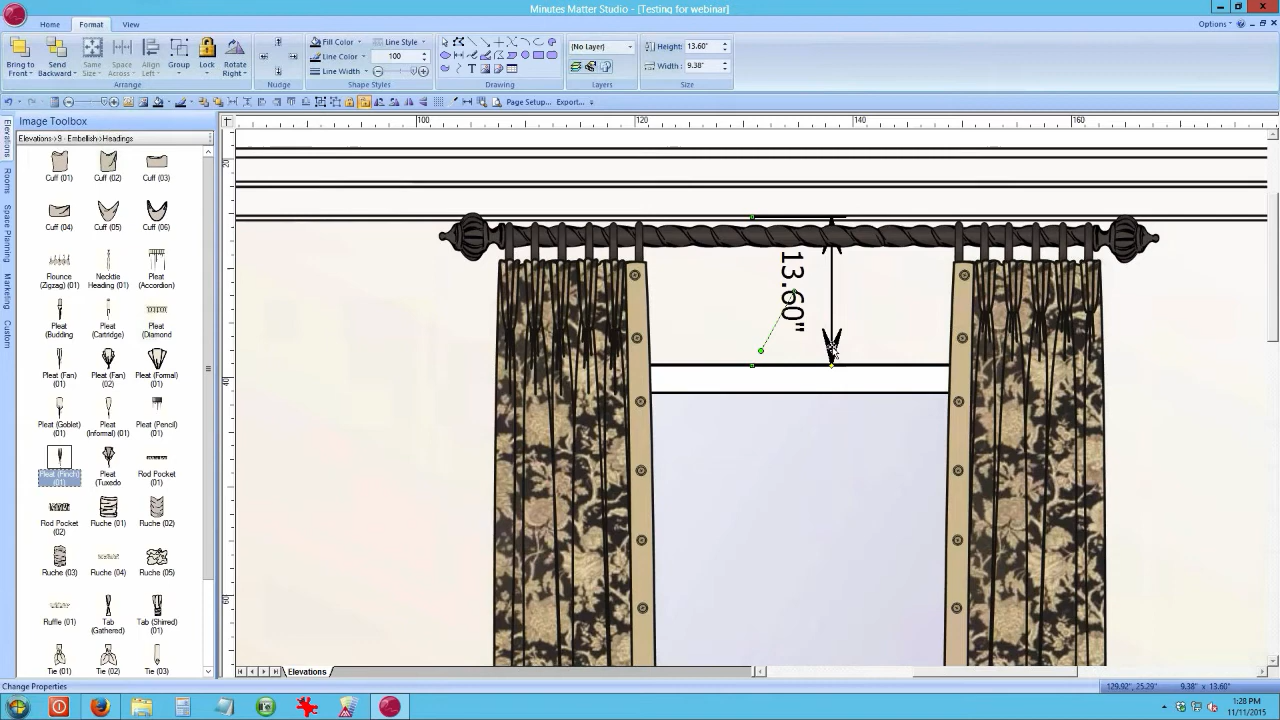 Minutes Matter Studio - [Testing for webinar]
Home Format View
Options
Bring to Front
Send Backward
Same Size
Space Across
Align Left
Group
Lock
Rotate Right
Arrange
Nudge
Fill Color
Line Color
Line Width
Line Style
100
Shape Styles
Drawing
(No Layer)
Layers
Height: 13.60"
Width: 9.38"
Size
Page Setup... Export...
Image Toolbox
Elevations->9 - Embellish->Headings
Elevations
Rooms
Space Planning
Marketing
Custom
Cuff (01) Cuff (02) Cuff (03)
Cuff (04) Cuff (05) Cuff (06)
Flounce (Zigzag) (01)
Necktie Heading (01)
Pleat (Accordion)
Pleat (Budding
Pleat (Cartridge)
Pleat (Diamond
Pleat (Fan) (01)
Pleat (Fan) (02)
Pleat (Formal) (01)
Pleat (Goblet) (01)
Pleat (Informal) (01)
Pleat (Pencil) (01)
Pleat (Pinch) (01)
Pleat (Tuxedo
Rod Pocket (01)
Rod Pocket (02)
Ruche (01)
Ruche (02)
Ruche (03) Ruche (04) Ruche (05)
Ruffle (01)
Tab (Gathered)
Tab (Shirred) (01)
Tie (01) Tie (02) Tie (03)
100 120 140 160
20
40
60
13.60"
Elevations
Change Properties
129.92", 25.29" 9.38" x 13.60"
1:28 PM
11/11/2015